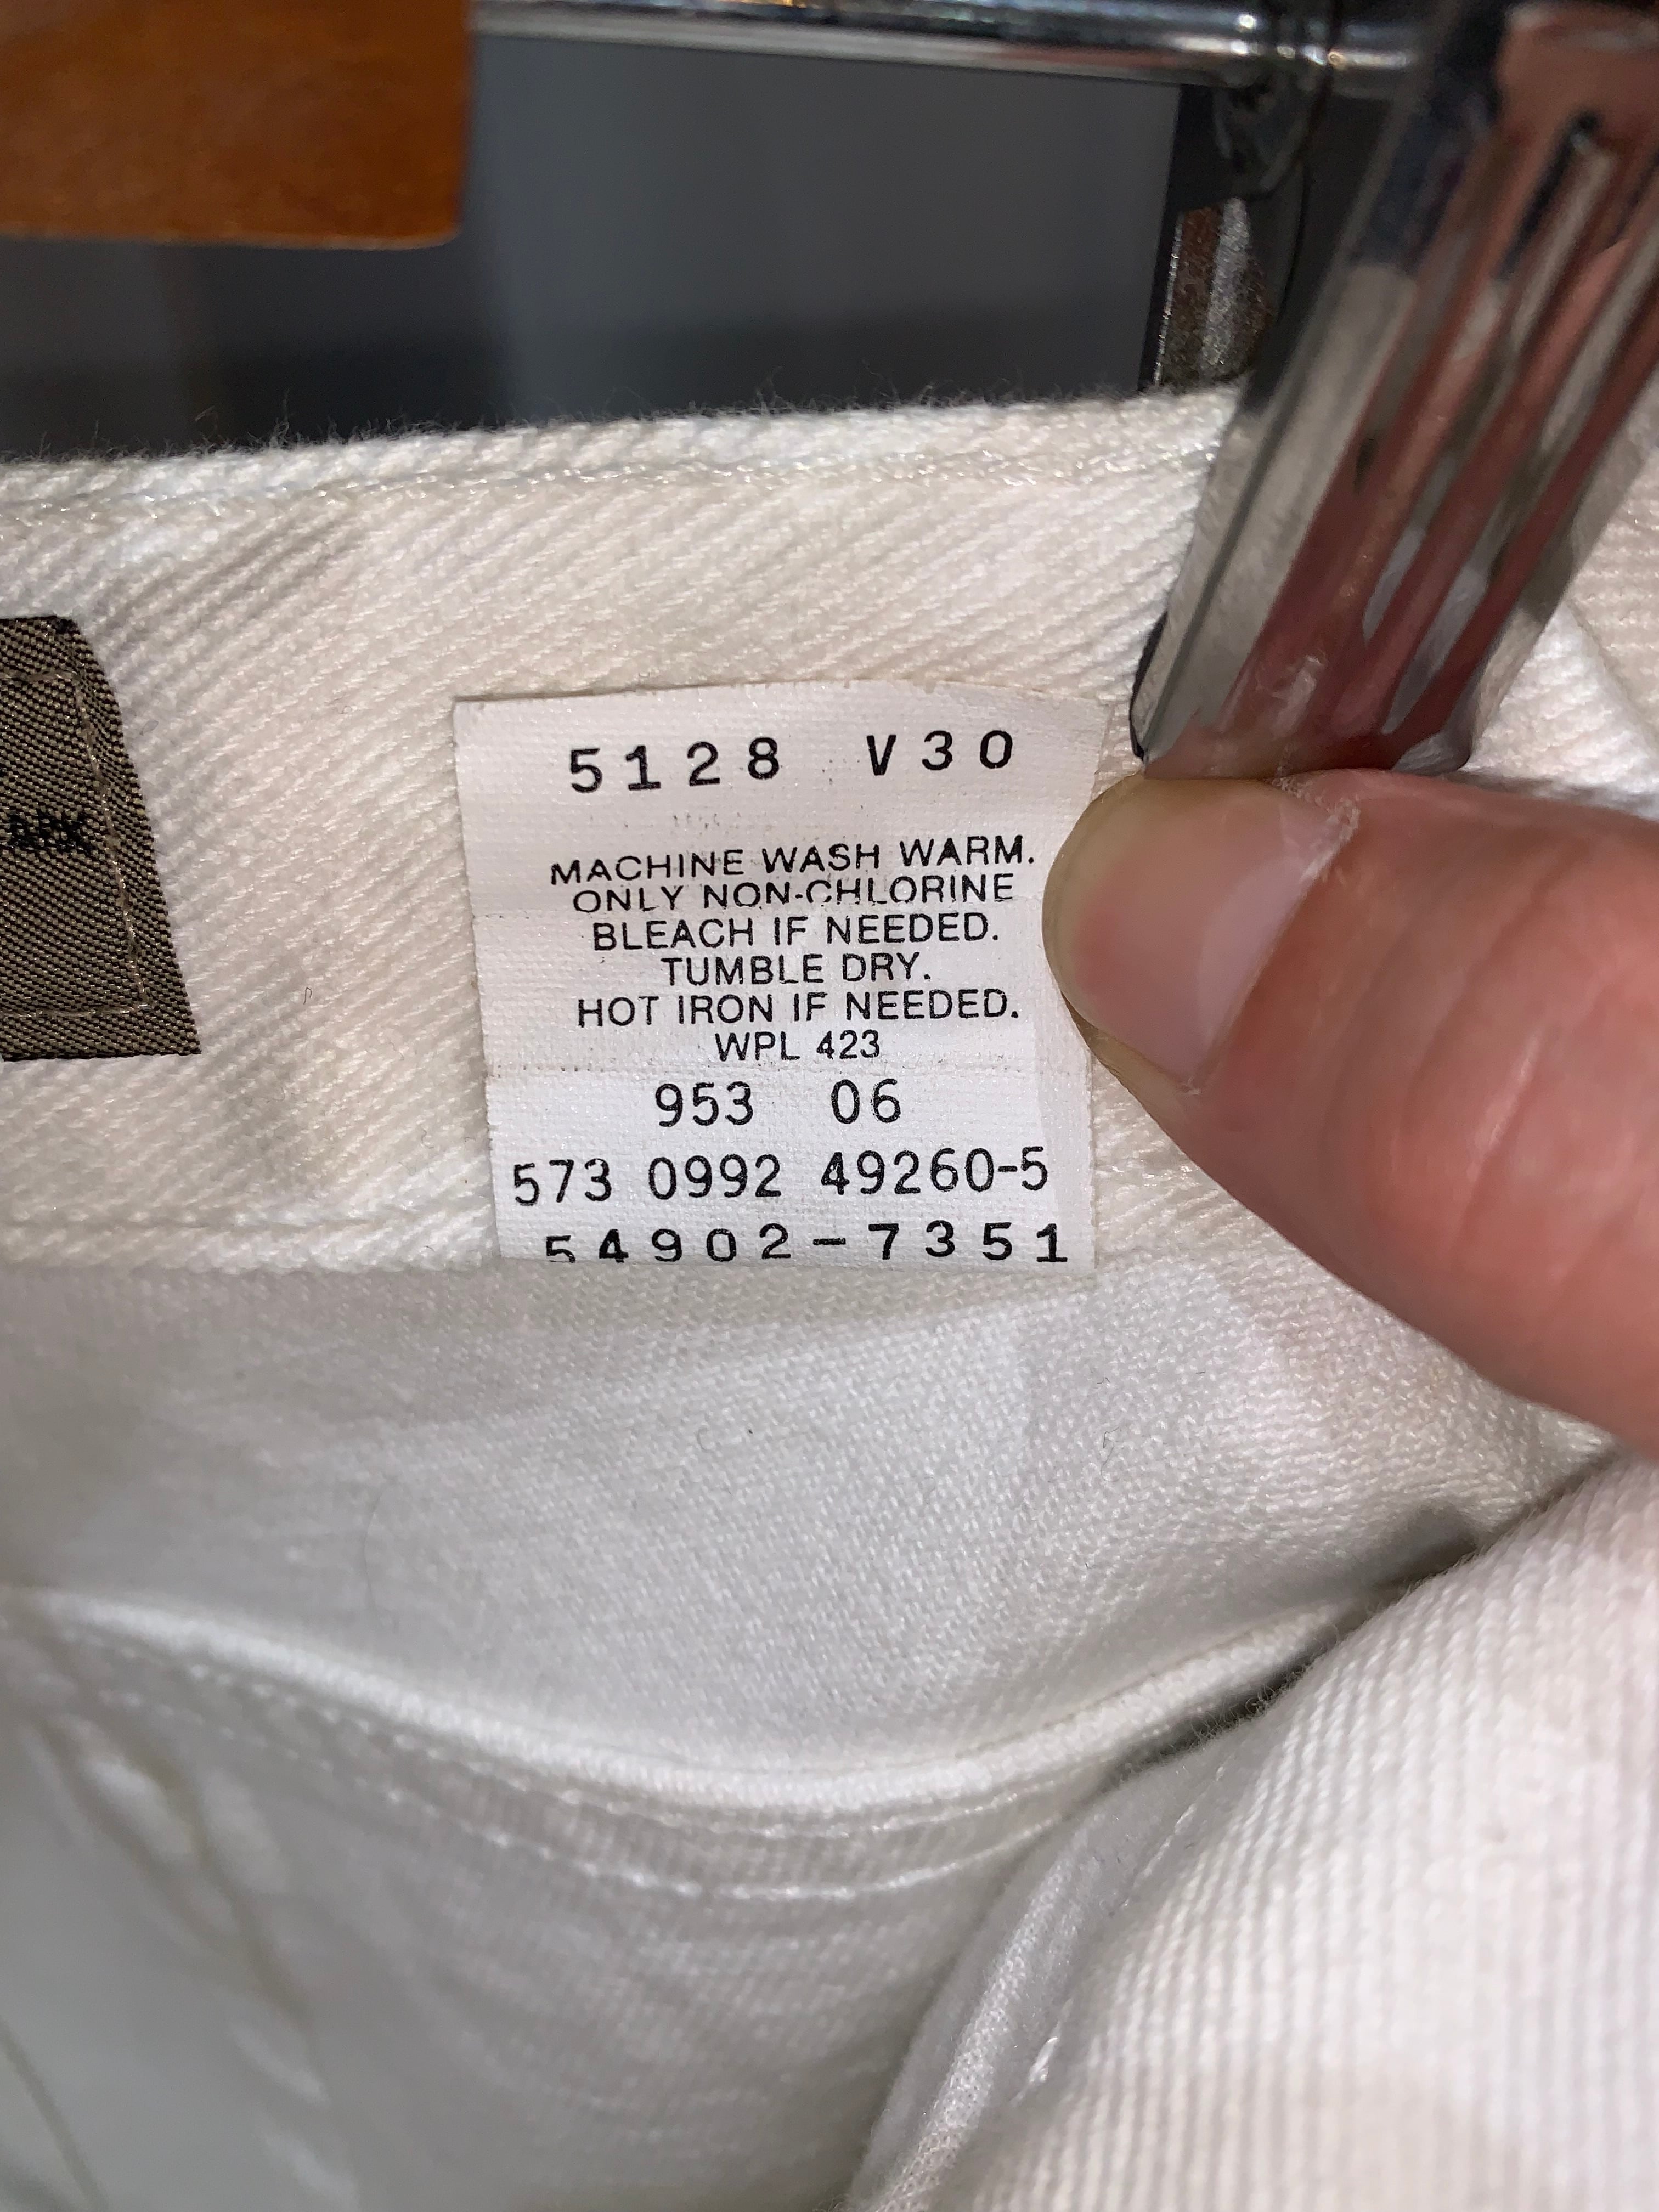 5128 V30
MACHINE WASH WARM.
ONLY NON-CHLORINE
BLEACH IF NEEDED.
TUMBLE DRY.
HOT IRON IF NEEDED.
WPL 423
953 06
573 0992 49260-5
54902-7351